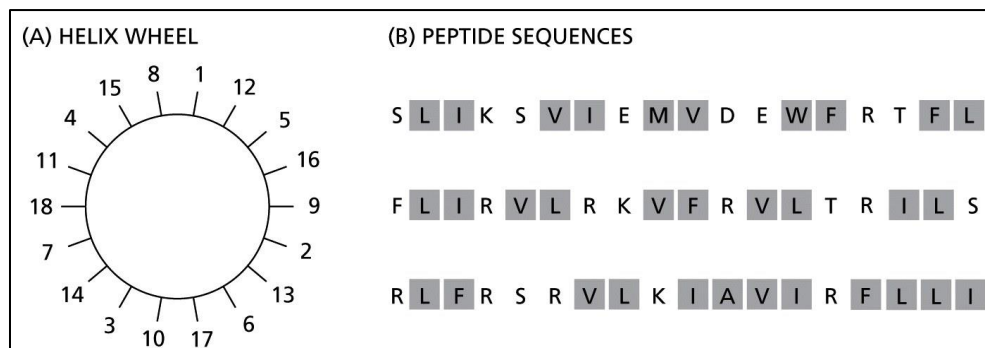 (A) HELIX WHEEL
8 1
15 12
4 5
11 16
18 9
7 2
14 13
3 6
10 17
(B) PEPTIDE SEQUENCES
S L I K S V I E M V D E W F R T F L
F L I R V L R K V F R V L T R I L S
R L F R S R V L K I A V I R F L L I